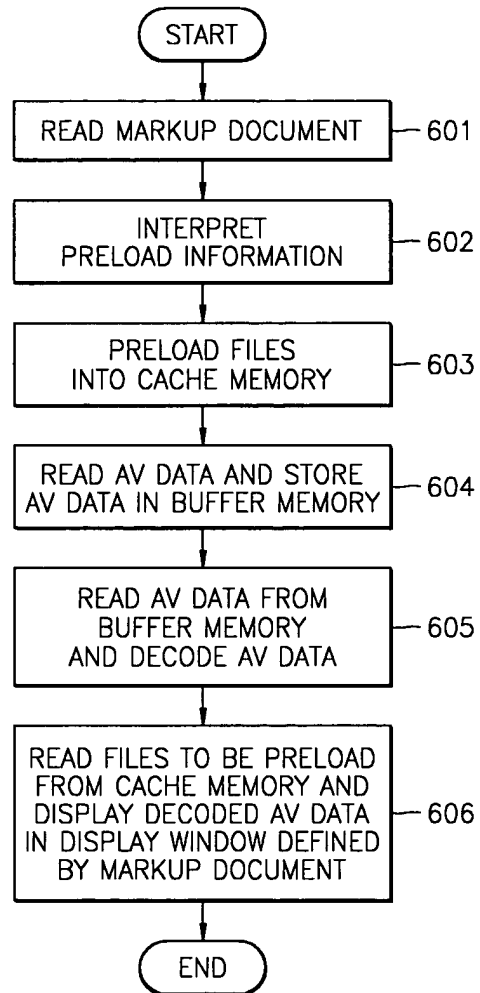 START
READ MARKUP DOCUMENT
601
INTERPRET
PRELOAD INFORMATION
602
PRELOAD FILES
INTO CACHE MEMORY
603
READ AV DATA AND STORE
AV DATA IN BUFFER MEMORY
604
READ AV DATA FROM
BUFFER MEMORY
AND DECODE AV DATA
605
READ FILES TO BE PRELOAD
FROM CACHE MEMORY AND
DISPLAY DECODED AV DATA
IN DISPLAY WINDOW DEFINED
BY MARKUP DOCUMENT
606
END